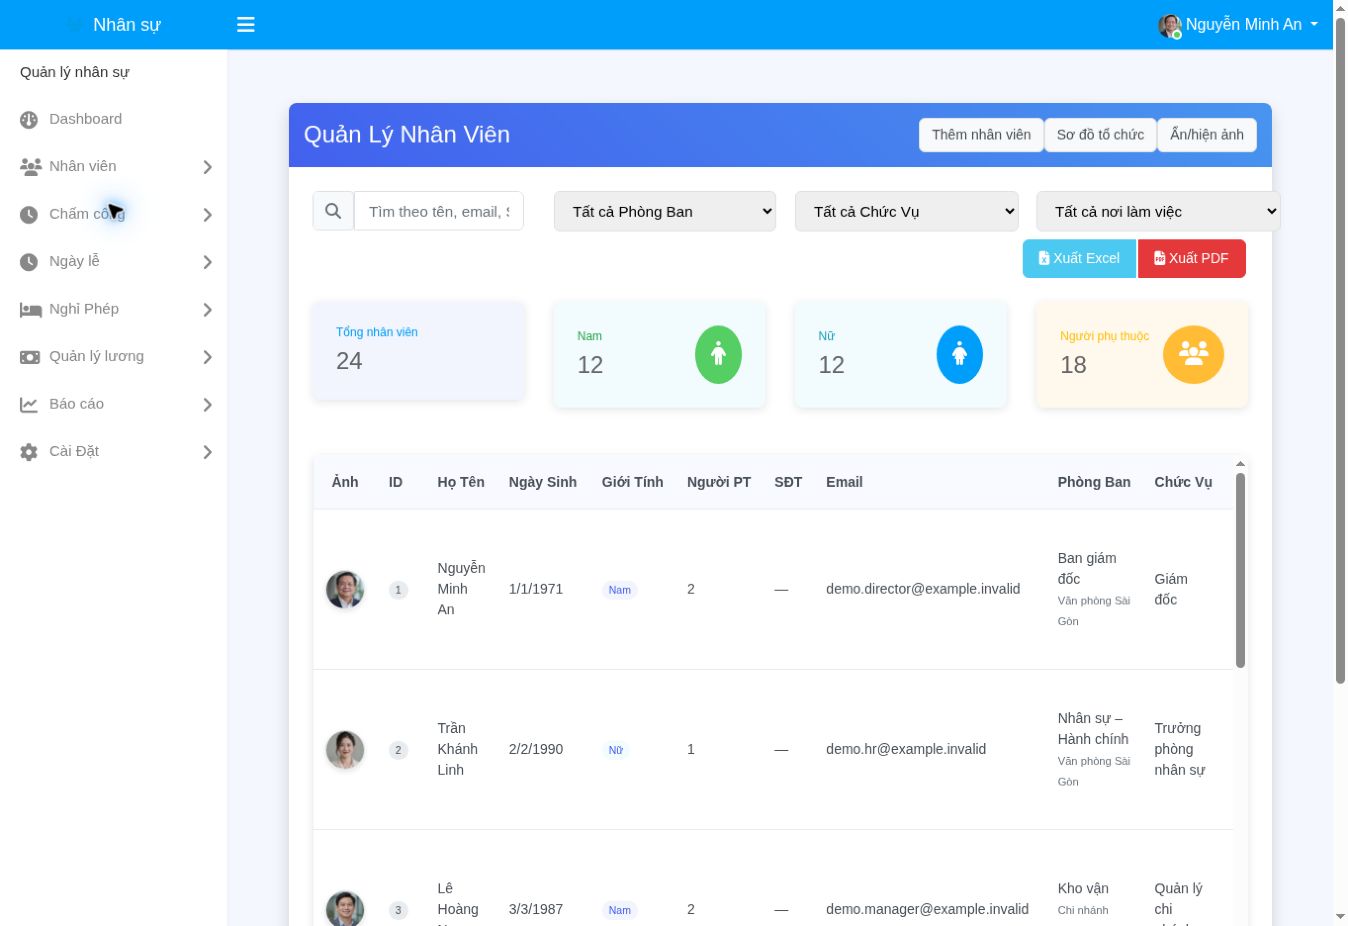 Nhân sự
Nguyễn Minh An
Quản lý nhân sự
Dashboard
Nhân viên
Chấm công
Ngày lễ
Nghỉ Phép
Quản lý lương
Báo cáo
Cài Đặt
Quản Lý Nhân Viên
Thêm nhân viên
Sơ đồ tổ chức
Ẩn/hiện ảnh
Tìm theo tên, email, S
Tất cả Phòng Ban
Tất cả Chức Vụ
Tất cả nơi làm việc
Xuất Excel
Xuất PDF
Tổng nhân viên
24
Nam
12
Nữ
12
Người phụ thuộc
18
Ảnh ID Họ Tên Ngày Sinh Giới Tính Người PT SĐT Email Phòng Ban Chức Vụ
1
Nguyễn
Minh
An
1/1/1971
Nam
2
—
demo.director@example.invalid
Ban giám
đốc
Văn phòng Sài
Gòn
Giám
đốc
2
Trần
Khánh
Linh
2/2/1990
Nữ
1
—
demo.hr@example.invalid
Nhân sự –
Hành chính
Văn phòng Sài
Gòn
Trưởng
phòng
nhân sự
3
Lê
Hoàng
3/3/1987
Nam
2
—
demo.manager@example.invalid
Kho vận
Chi nhánh
Quản lý
chi